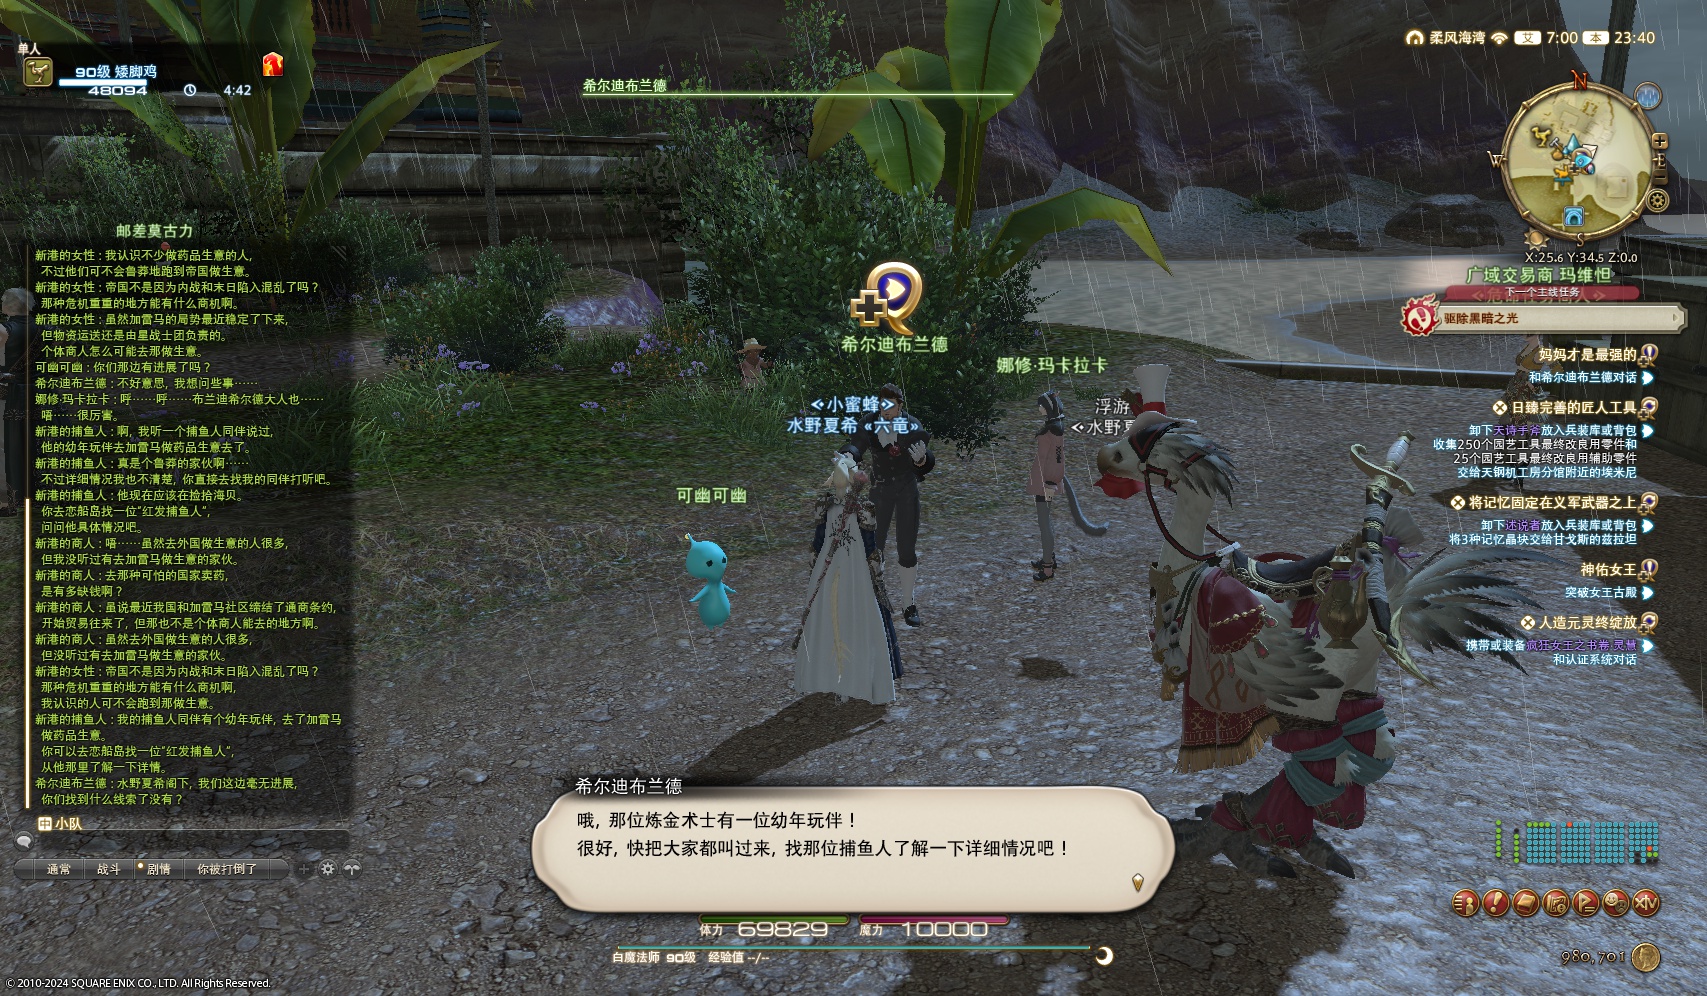 单人
90级 矮脚鸡
48094
4:42
希尔迪布兰德
柔风海湾
艾 7:00 本 23:40
N
W
E
S
X:25.6 Y:34.5 Z:0.0
广域交易商 玛维怛
下一个主线任务
驱除黑暗之光
妈妈才是最强的
和希尔迪布兰德对话
日臻完善的匠人工具
卸下天诗手斧放入兵装库或背包
收集250个园艺工具最终改良用零件和
25个园艺工具最终改良用辅助零件
交给天钢机工房分馆附近的埃米尼
将记忆固定在义军武器之上
卸下述说者放入兵装库或背包
将3种记忆晶块交给甘戈斯的兹拉坦
神佑女王
突破女王古殿
人造元灵终绽放
携带或装备疯狂女王之书卷·灵慧
和认证系统对话
邮差莫古力
新港的女性：我认识不少做药品生意的人，
不过他们可不会鲁莽地跑到帝国做生意。
新港的女性：帝国不是因为内战和末日陷入混乱了吗？
那种危机重重的地方能有什么商机啊。
新港的女性：虽然加雷马的局势最近稳定了下来，
但物资运送还是由星战士团负责的。
个体商人怎么可能去那做生意。
可幽可幽：你们那边有进展了吗？
希尔迪布兰德：不好意思，我想问些事……
娜修·玛卡拉卡：呼……呼……布兰迪希尔德大人也……
唔……很厉害。
新港的捕鱼人：啊，我听一个捕鱼人同伴说过，
他的幼年玩伴去加雷马做药品生意去了。
新港的捕鱼人：真是个鲁莽的家伙啊……
不过详细情况我也不清楚，你直接去找我的同伴打听吧。
新港的捕鱼人：他现在应该在捡拾海贝。
你去恋船岛找一位“红发捕鱼人”，
问问他具体情况吧。
新港的商人：唔……虽然去外国做生意的人很多，
但我没听过有去加雷马做生意的家伙。
新港的商人：去那种可怕的国家卖药，
是有多缺钱啊？
新港的商人：虽说最近我国和加雷马社区缔结了通商条约，
开始贸易往来了，但那也不是个体商人能去的地方啊。
新港的商人：虽然去外国做生意的人很多，
但没听过有去加雷马做生意的家伙。
新港的女性：帝国不是因为内战和末日陷入混乱了吗？
那种危机重重的地方能有什么商机啊，
我认识的人可不会跑到那做生意。
新港的捕鱼人：我的捕鱼人同伴有个幼年玩伴，去了加雷马
做药品生意。
你可以去恋船岛找一位“红发捕鱼人”，
从他那里了解一下详情。
希尔迪布兰德：水野夏希阁下，我们这边毫无进展，
你们找到什么线索了没有？
小队
通常 战斗 剧情 你被打倒了
希尔迪布兰德
娜修·玛卡拉卡
小蜜蜂
水野夏希 «六竜»
浮游
水野夏
可幽可幽
希尔迪布兰德
哦，那位炼金术士有一位幼年玩伴！
很好，快把大家都叫过来，找那位捕鱼人了解一下详细情况吧！
体力 69829 魔力 10000
白魔法师 90级 经验值 --/--
XIV
980,701
© 2010-2024 SQUARE ENIX CO., LTD. All Rights Reserved.